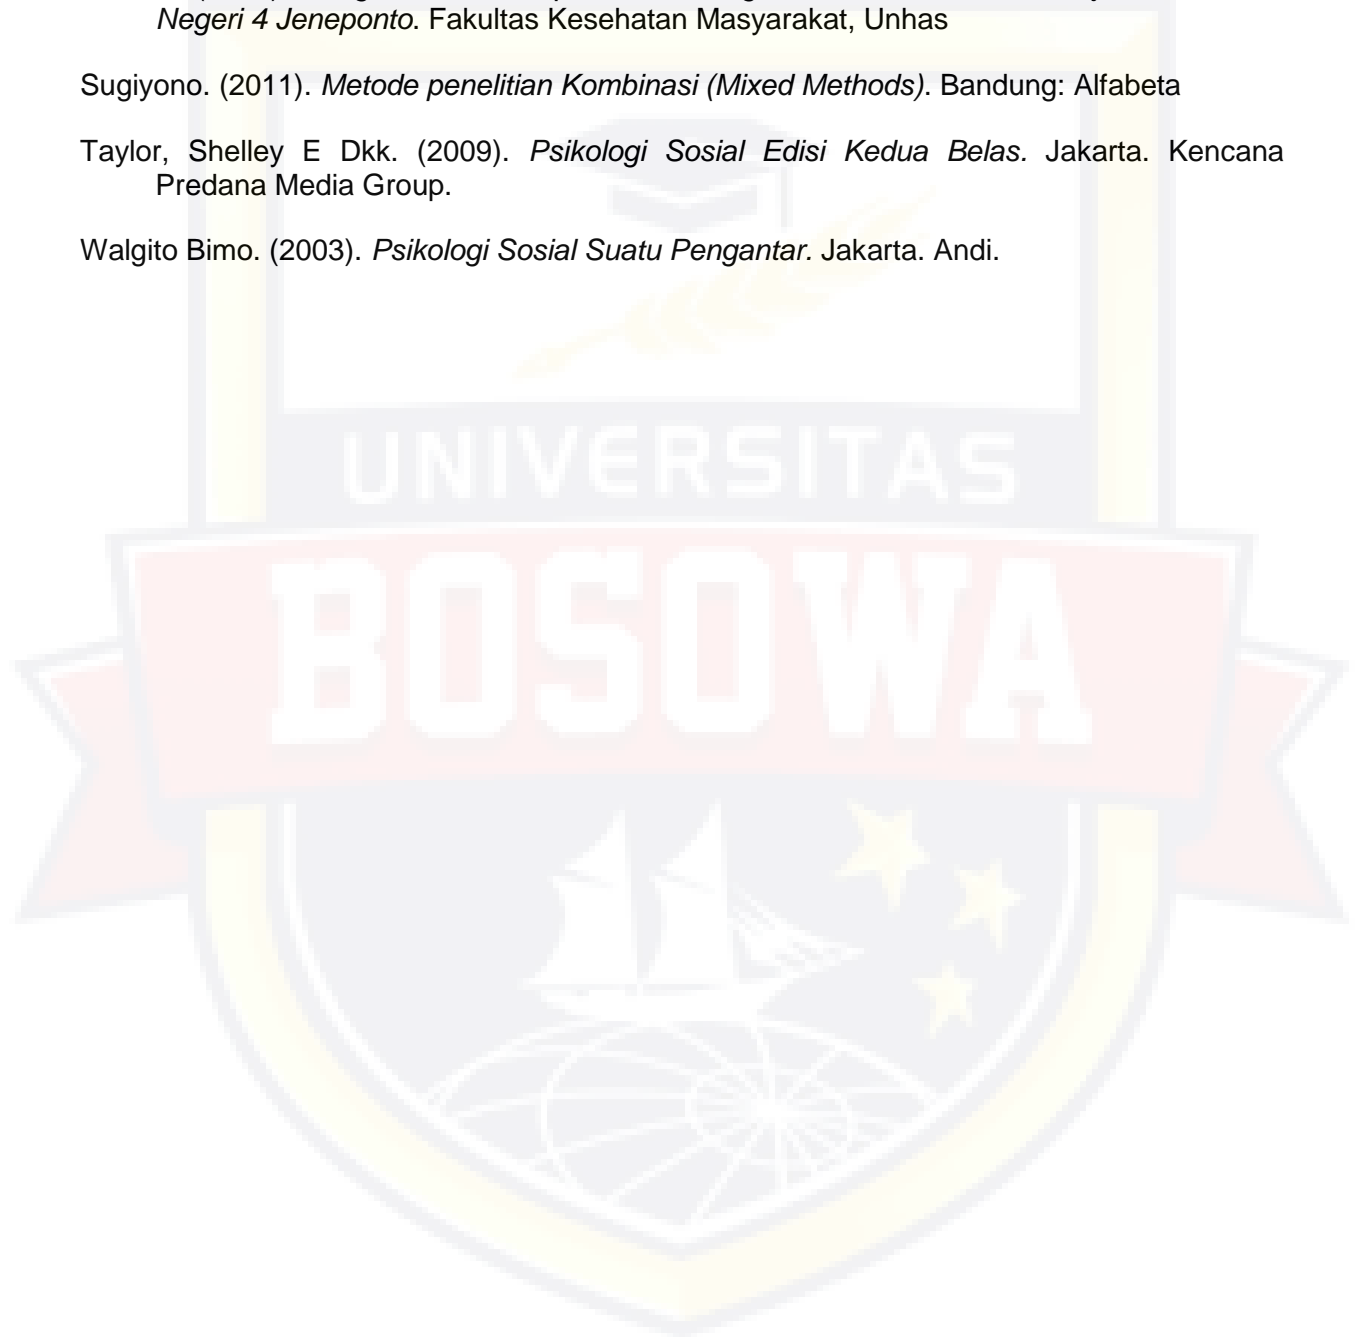 Negeri 4 Jeneponto. Fakultas Kesehatan Masyarakat, Unhas
Sugiyono. (2011). Metode penelitian Kombinasi (Mixed Methods). Bandung: Alfabeta
Taylor, Shelley E Dkk. (2009). Psikologi Sosial Edisi Kedua Belas. Jakarta. Kencana
Predana Media Group.
Walgito Bimo. (2003). Psikologi Sosial Suatu Pengantar. Jakarta. Andi.
UNIVERSITAS
BOSOWA